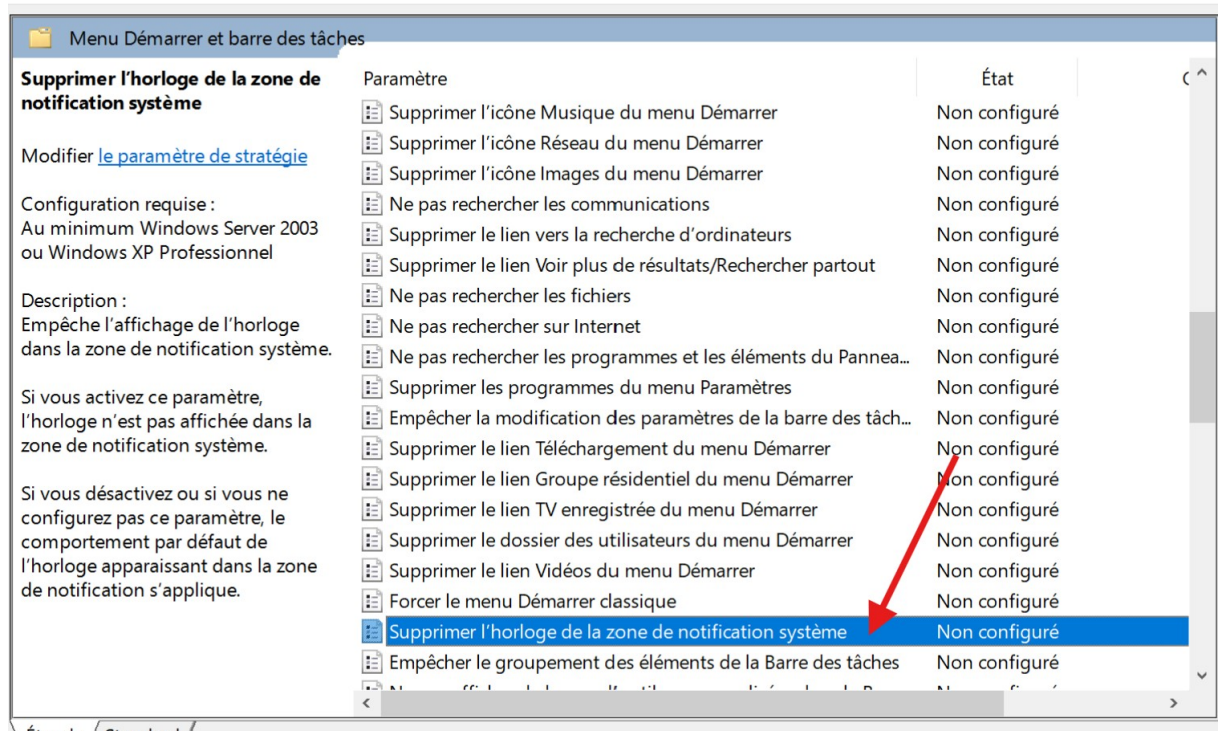 Menu Démarrer et barre des tâches
Supprimer l'horloge de la zone de
notification système
Modifier le paramètre de stratégie
Configuration requise :
Au minimum Windows Server 2003
ou Windows XP Professionnel
Description :
Empêche l'affichage de l'horloge
dans la zone de notification système.
Si vous activez ce paramètre,
l'horloge n'est pas affichée dans la
zone de notification système.
Si vous désactivez ou si vous ne
configurez pas ce paramètre, le
comportement par défaut de
l'horloge apparaissant dans la zone
de notification s'applique.
Paramètre État
Supprimer l'icône Musique du menu Démarrer Non configuré
Supprimer l'icône Réseau du menu Démarrer Non configuré
Supprimer l'icône Images du menu Démarrer Non configuré
Ne pas rechercher les communications Non configuré
Supprimer le lien vers la recherche d'ordinateurs Non configuré
Supprimer le lien Voir plus de résultats/Rechercher partout Non configuré
Ne pas rechercher les fichiers Non configuré
Ne pas rechercher sur Internet Non configuré
Ne pas rechercher les programmes et les éléments du Pannea... Non configuré
Supprimer les programmes du menu Paramètres Non configuré
Empêcher la modification des paramètres de la barre des tâch... Non configuré
Supprimer le lien Téléchargement du menu Démarrer Non configuré
Supprimer le lien Groupe résidentiel du menu Démarrer Non configuré
Supprimer le lien TV enregistrée du menu Démarrer Non configuré
Supprimer le dossier des utilisateurs du menu Démarrer Non configuré
Supprimer le lien Vidéos du menu Démarrer Non configuré
Forcer le menu Démarrer classique Non configuré
Supprimer l'horloge de la zone de notification système Non configuré
Empêcher le groupement des éléments de la Barre des tâches Non configuré